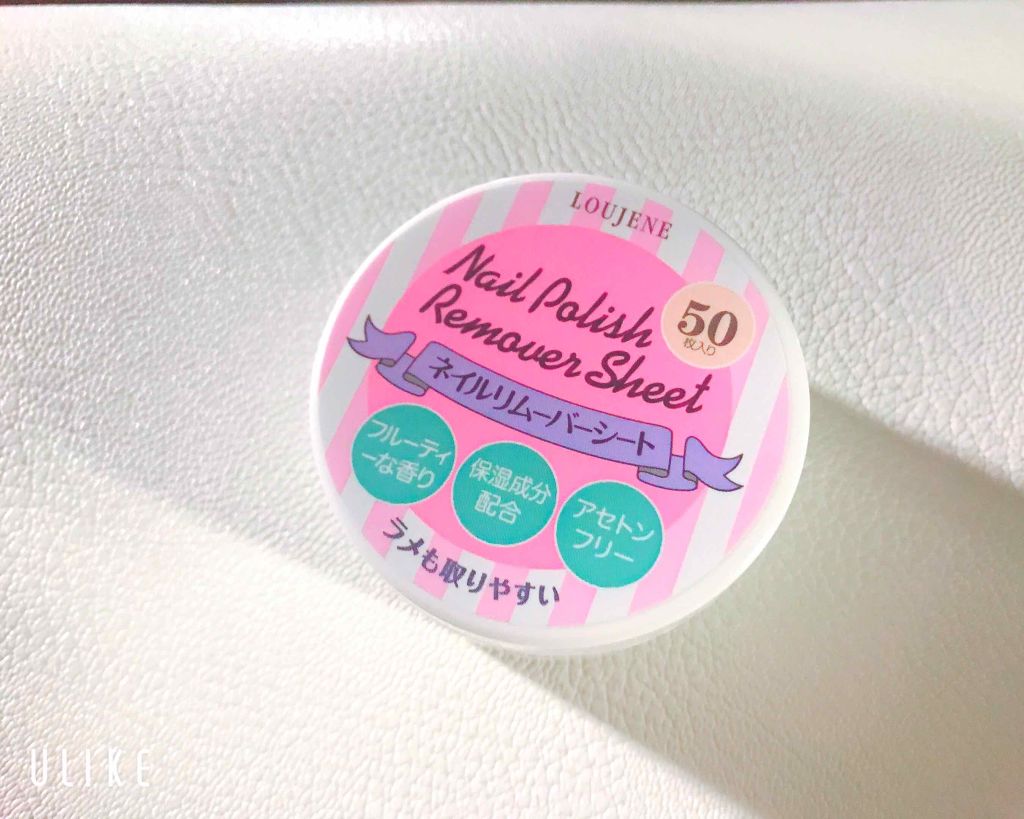 LOUJENE
Nail Polish
Remover Sheet
50
枚入り
ネイルリムーバーシート
フルーティ
ーな香り
保湿成分
配合
アセトン
フリー
ラメも取りやすい
ULIKE